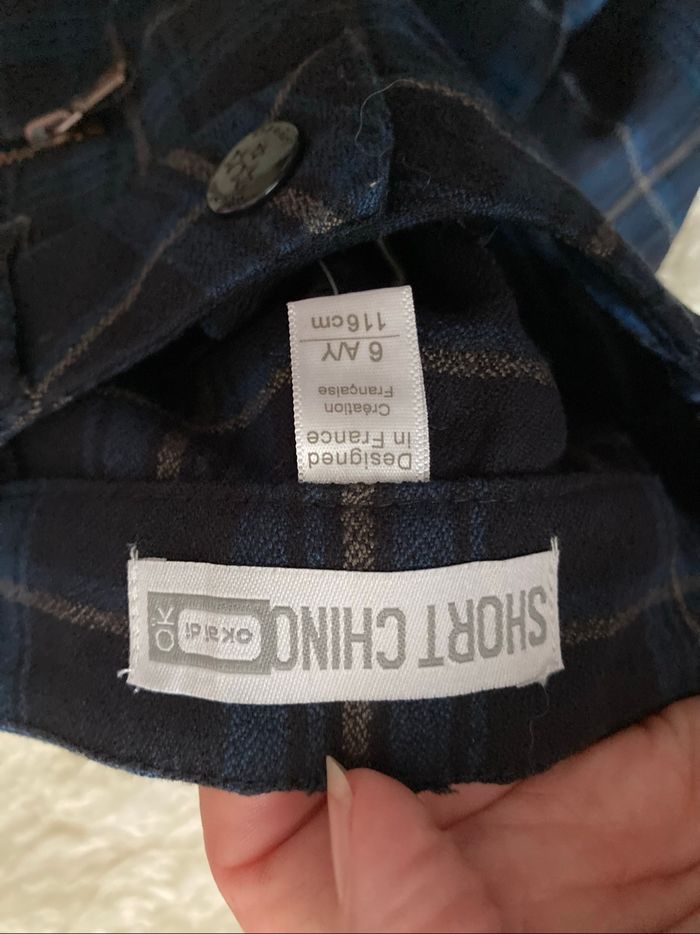 SHORT CHINO
okaïdi
OK
Designed
in France
Création
Française
6 A/Y
116cm